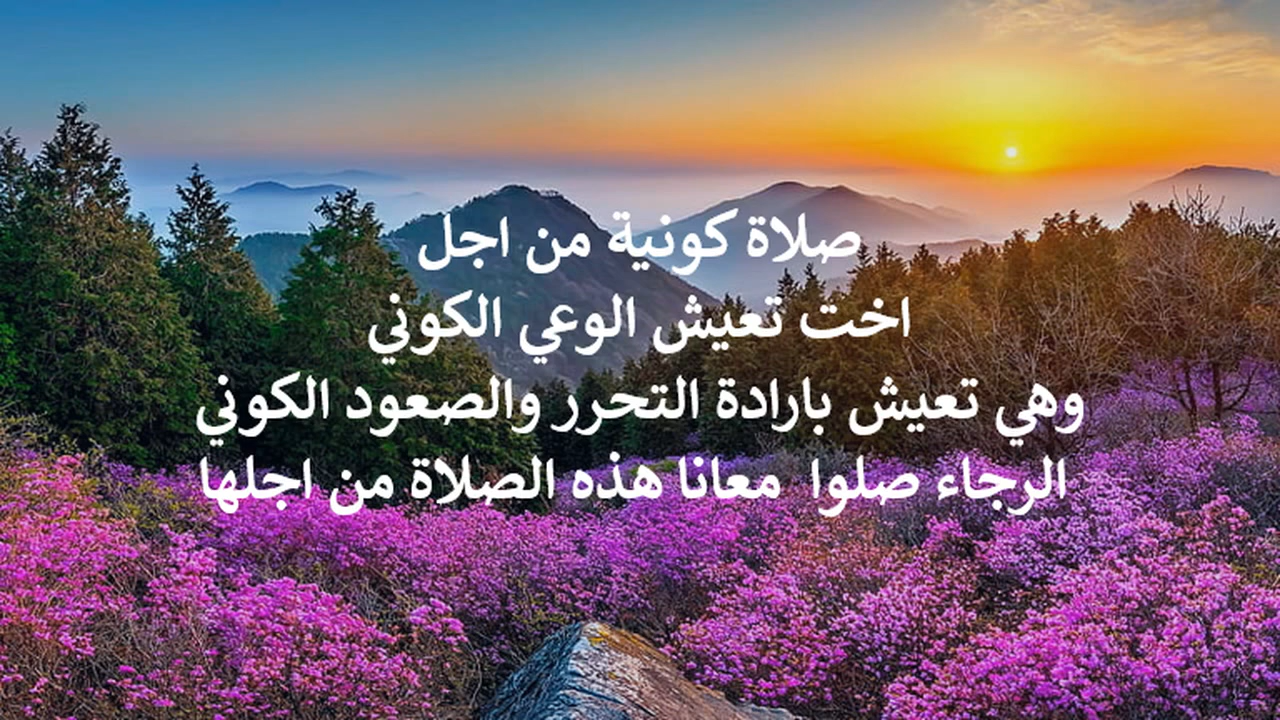 صلاة كونية من اجل
اخت تعيش الوعي الكوني
وهي تعيش بارادة التحرر والصعود الكوني
الرجاء صلوا معانا هذه الصلاة من اجلها